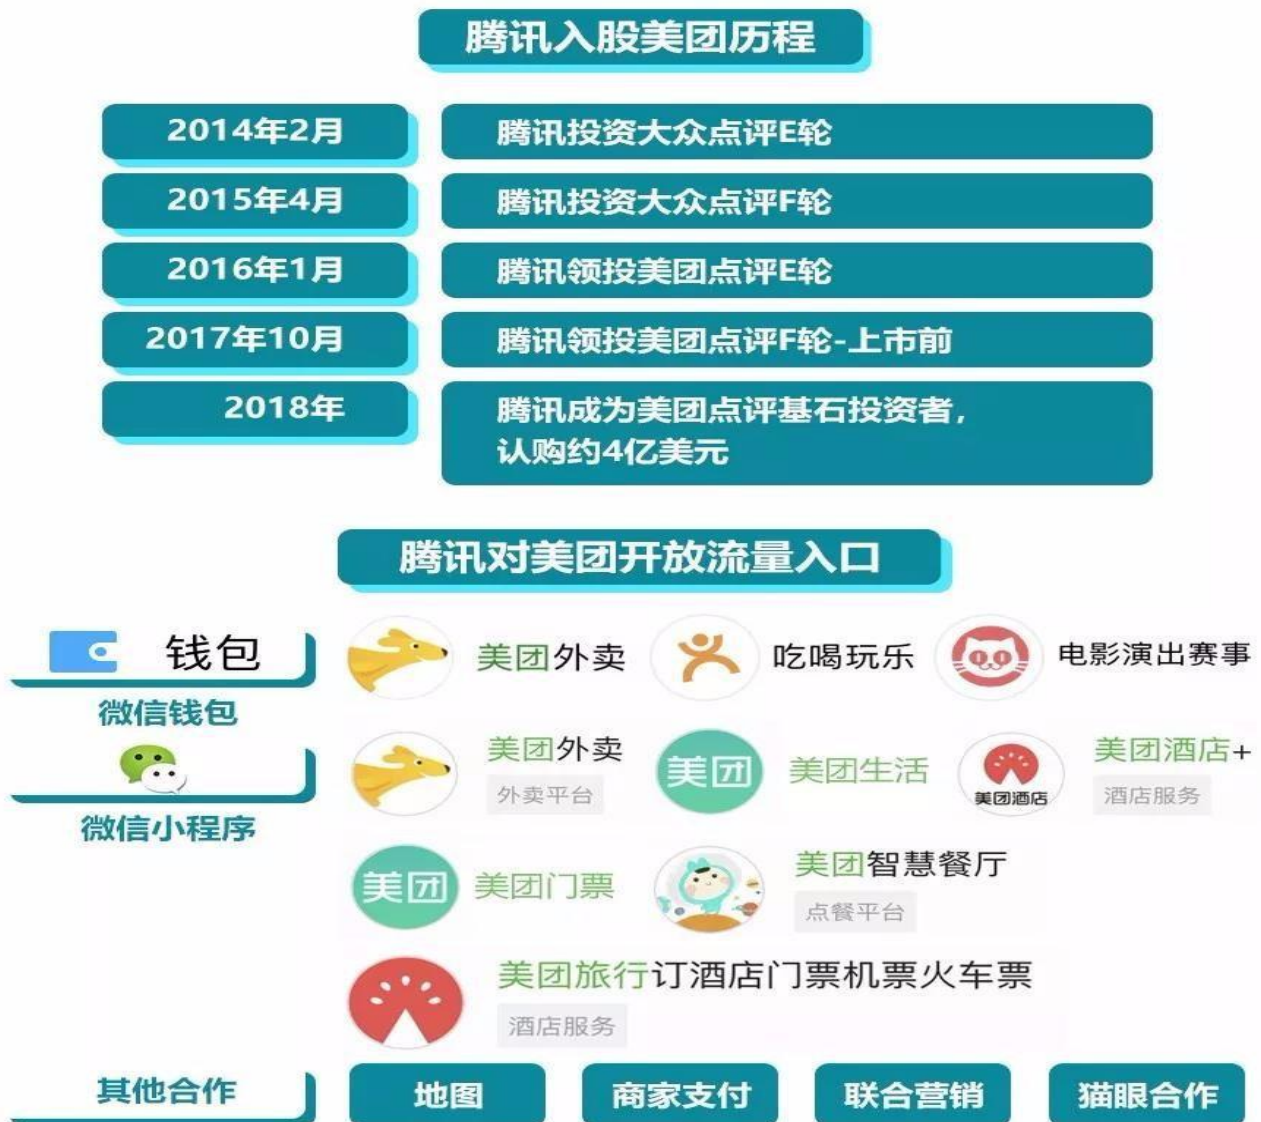 腾讯入股美团历程
2014年2月
腾讯投资大众点评E轮
2015年4月
腾讯投资大众点评F轮
2016年1月
腾讯领投美团点评E轮
2017年10月
腾讯领投美团点评F轮-上市前
2018年
腾讯成为美团点评基石投资者，
认购约4亿美元
腾讯对美团开放流量入口
钱包
微信钱包
美团外卖
吃喝玩乐
电影演出赛事
微信小程序
美团外卖
外卖平台
美团
美团生活
美团酒店
美团酒店+
酒店服务
美团
美团门票
美团智慧餐厅
点餐平台
美团旅行订酒店门票机票火车票
酒店服务
其他合作
地图
商家支付
联合营销
猫眼合作